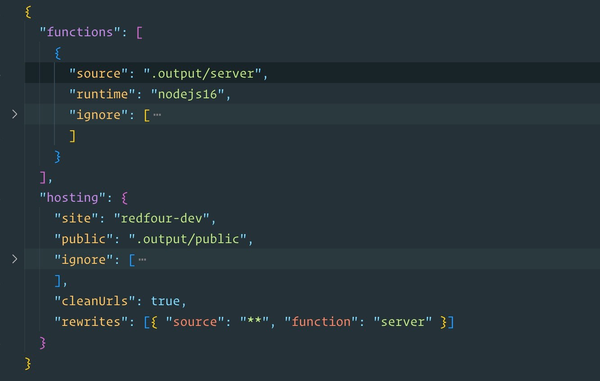 {
  "functions": [
    {
      "source": ".output/server",
      "runtime": "nodejs16",
      "ignore": [ ⋯
      ]
    }
  ],
  "hosting": {
    "site": "redfour-dev",
    "public": ".output/public",
    "ignore": [ ⋯
    ],
    "cleanUrls": true,
    "rewrites": [{ "source": "**", "function": "server" }]
  }
}